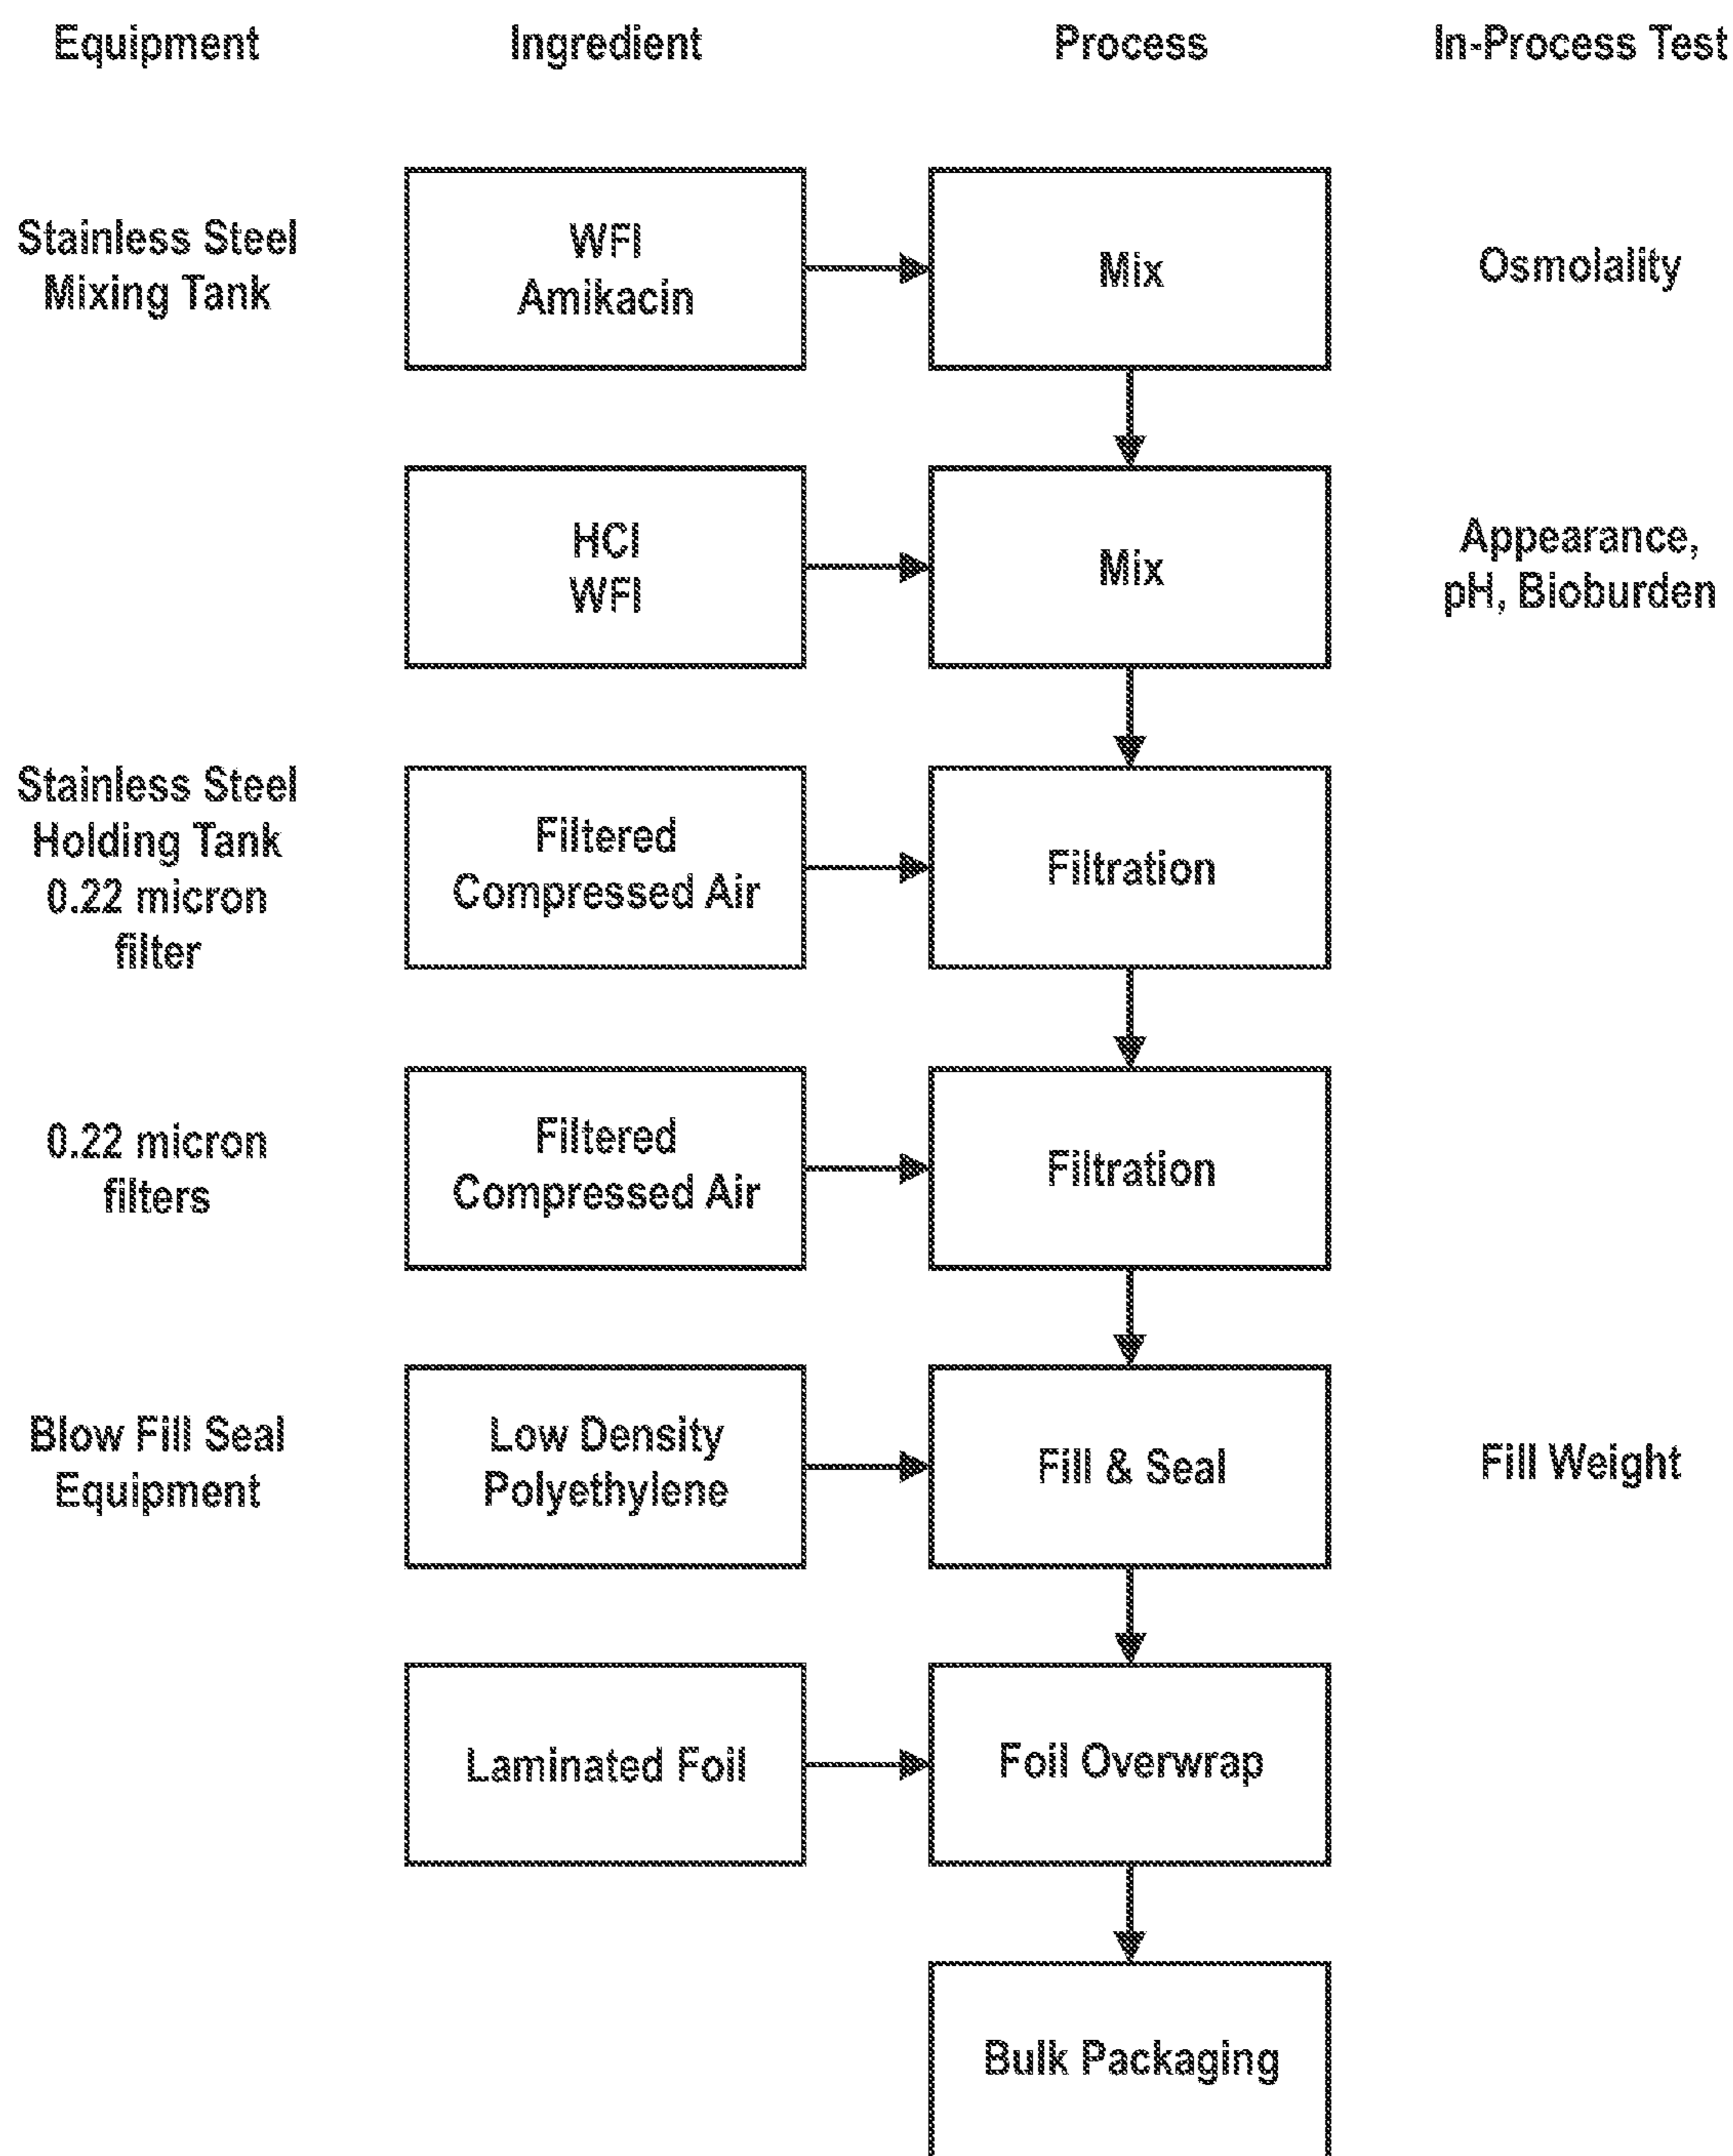 Equipment
Ingredient
Process
In-Process Test
Stainless Steel
Mixing Tank
WFI
Amikacin
Mix
Osmolality
HCl
WFI
Mix
Appearance,
pH, Bioburden
Stainless Steel
Holding Tank
0.22 micron
filter
Filtered
Compressed Air
Filtration
0.22 micron
filters
Filtered
Compressed Air
Filtration
Blow Fill Seal
Equipment
Low Density
Polyethylene
Fill & Seal
Fill Weight
Laminated Foil
Foil Overwrap
Bulk Packaging